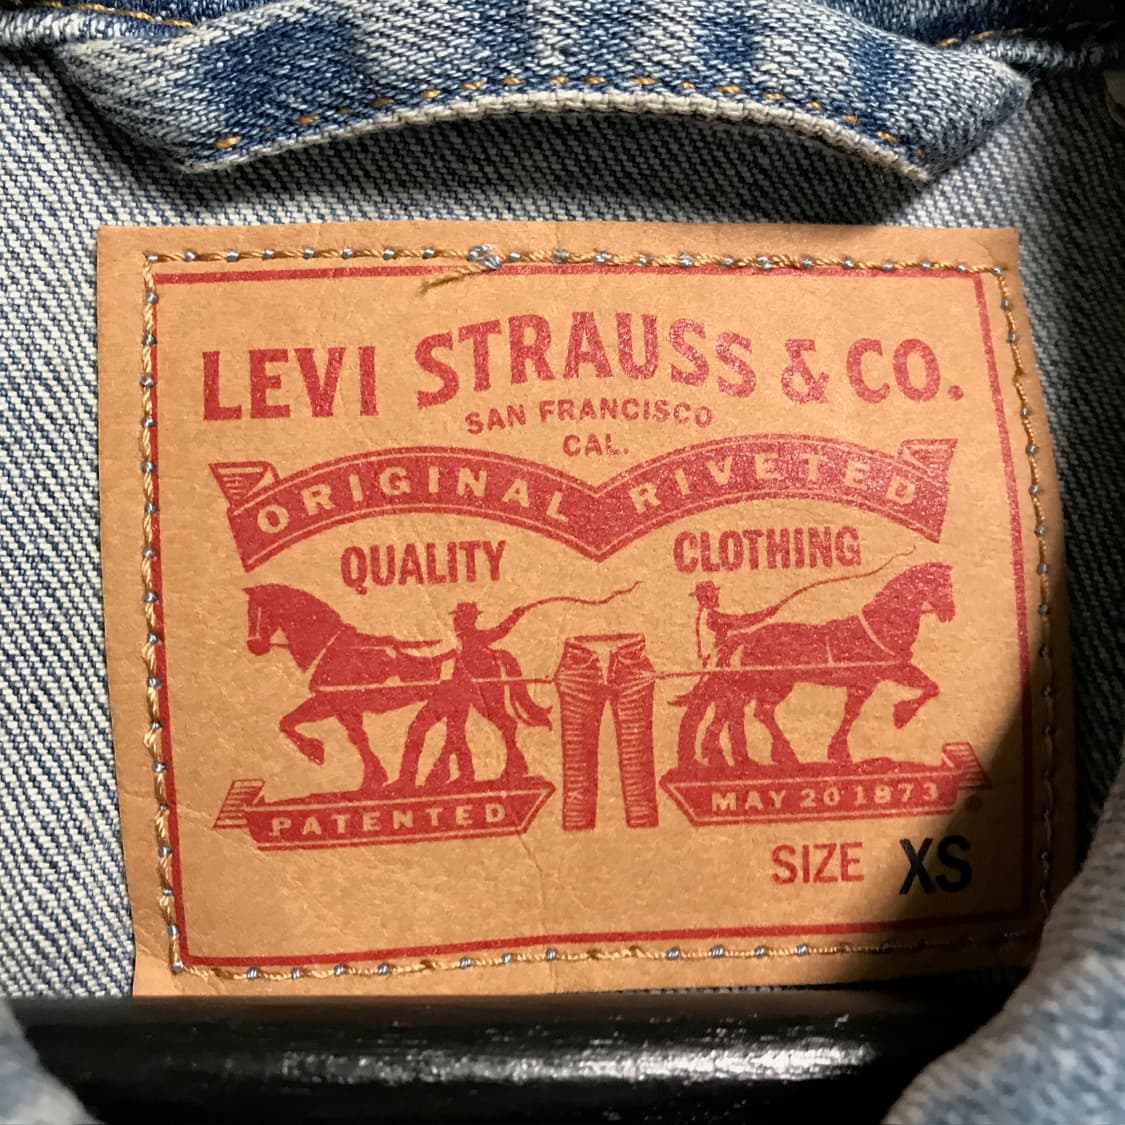 LEVI STRAUSS & CO.
SAN FRANCISCO
CAL.
ORIGINAL RIVETED
QUALITY CLOTHING
PATENTED MAY 20 1873
SIZE XS